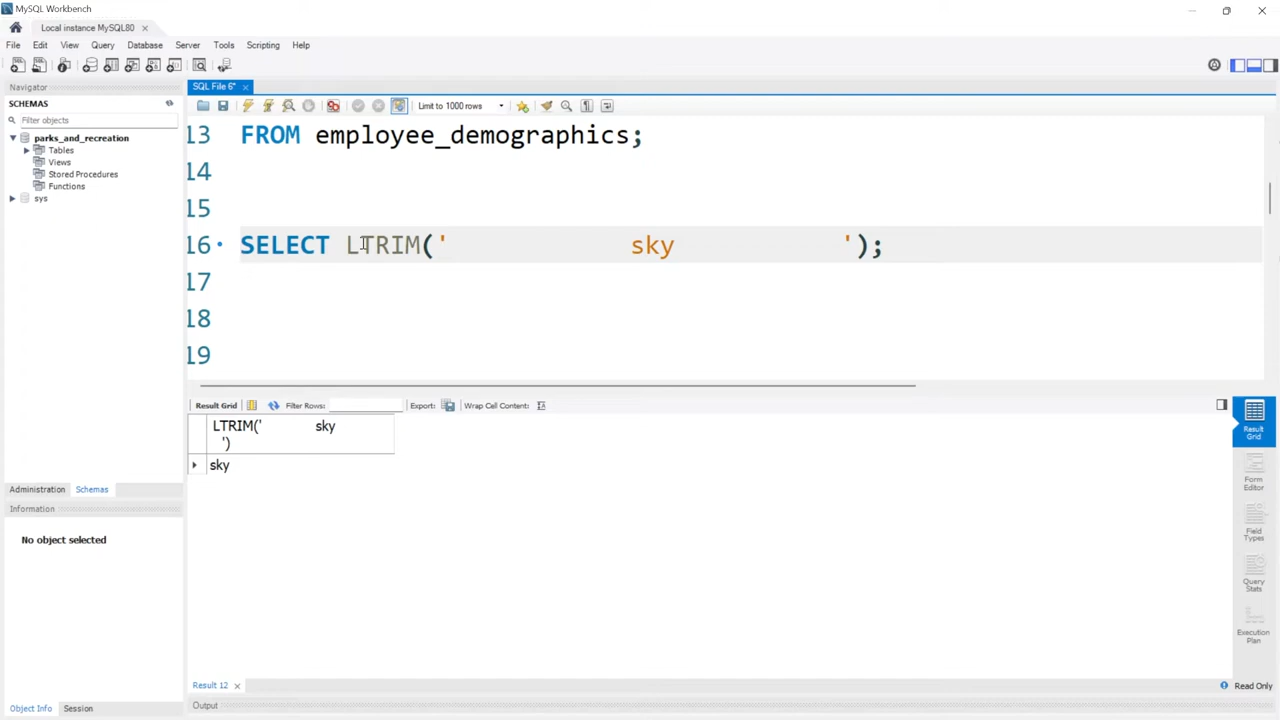 MySQL Workbench
Local instance MySQL80
File Edit View Query Database Server Tools Scripting Help
Navigator
SCHEMAS
Filter objects
parks_and_recreation
Tables
Views
Stored Procedures
Functions
sys
Administration Schemas
Information
No object selected
Object Info Session
SQL File 6*
Limit to 1000 rows
13 FROM employee_demographics;
14
15
16 SELECT LTRIM('            sky           ');
17
18
19
Result Grid Filter Rows: Export: Wrap Cell Content:
LTRIM('            sky
')
sky
Result Grid
Form Editor
Field Types
Query Stats
Execution Plan
Result 12
Read Only
Output